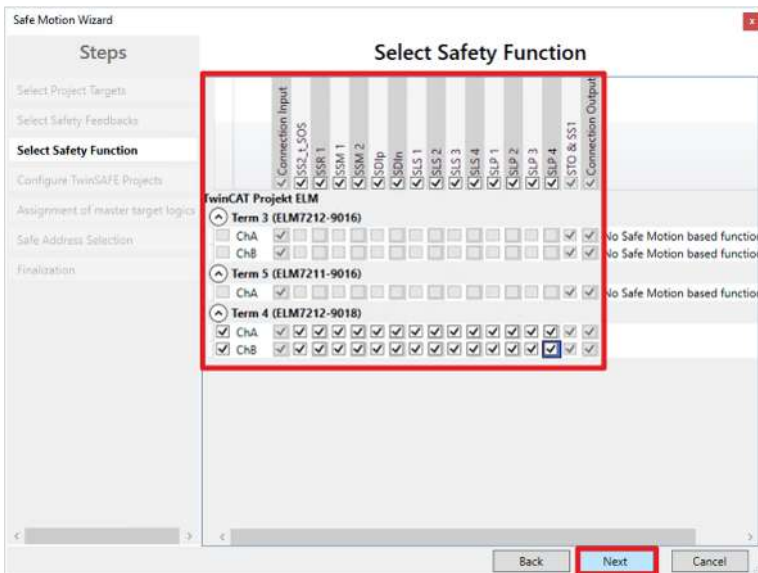 Safe Motion Wizard
x
Steps
Select Safety Function
Select Project Targets
Select Safety Feedbacks
Select Safety Function
Configure TwinSAFE Projects
Assignment of master target logics
Safe Address Selection
Finalization
Connection Input
SS2_t_SOS
SSR 1
SSM 1
SSM 2
SDIp
SDIn
SLS 1
SLS 2
SLS 3
SLS 4
SLP 1
SLP 2
SLP 3
SLP 4
STO & SS1
Connection Output
TwinCAT Projekt ELM
Term 3 (ELM7212-9016)
ChA
No Safe Motion based function
ChB
No Safe Motion based function
Term 5 (ELM7211-9016)
ChA
No Safe Motion based function
Term 4 (ELM7212-9018)
ChA
ChB
Back
Next
Cancel